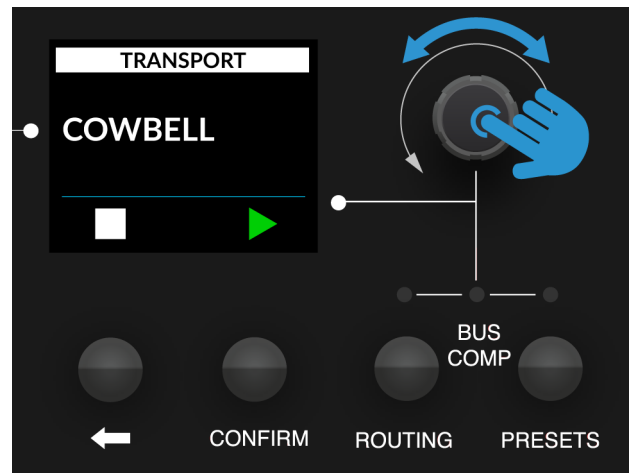 TRANSPORT
COWBELL
BUS
COMP
CONFIRM
ROUTING
PRESETS